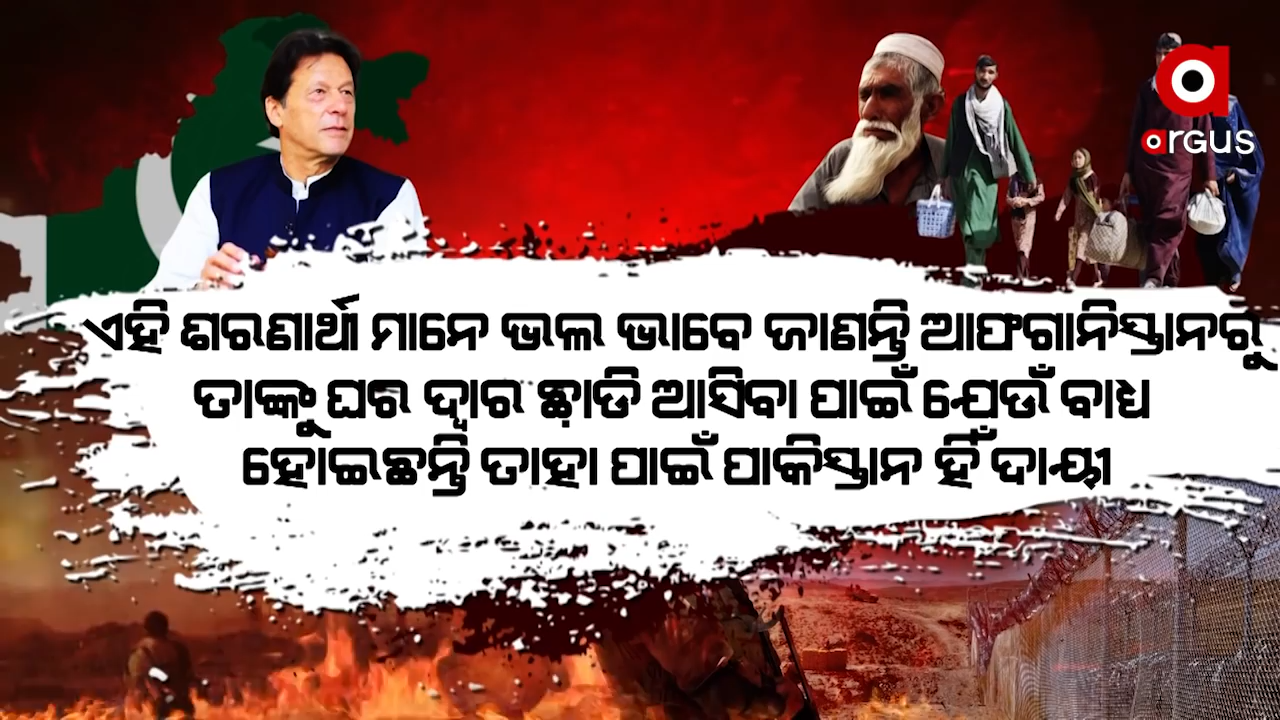 a
argus
ଏହି ଶରଣାର୍ଥୀ ମାନେ ଭଲ ଭାବେ ଜାଣନ୍ତି ଆଫଗାନିସ୍ତାନରୁ
ତାଙ୍କୁ ଘର ଦ୍ୱାର ଛାଡି ଆସିବା ପାଇଁ ଯେଉଁ ବାଧ୍ୟ
ହୋଇଛନ୍ତି ତାହା ପାଇଁ ପାକିସ୍ତାନ ହିଁ ଦାୟୀ